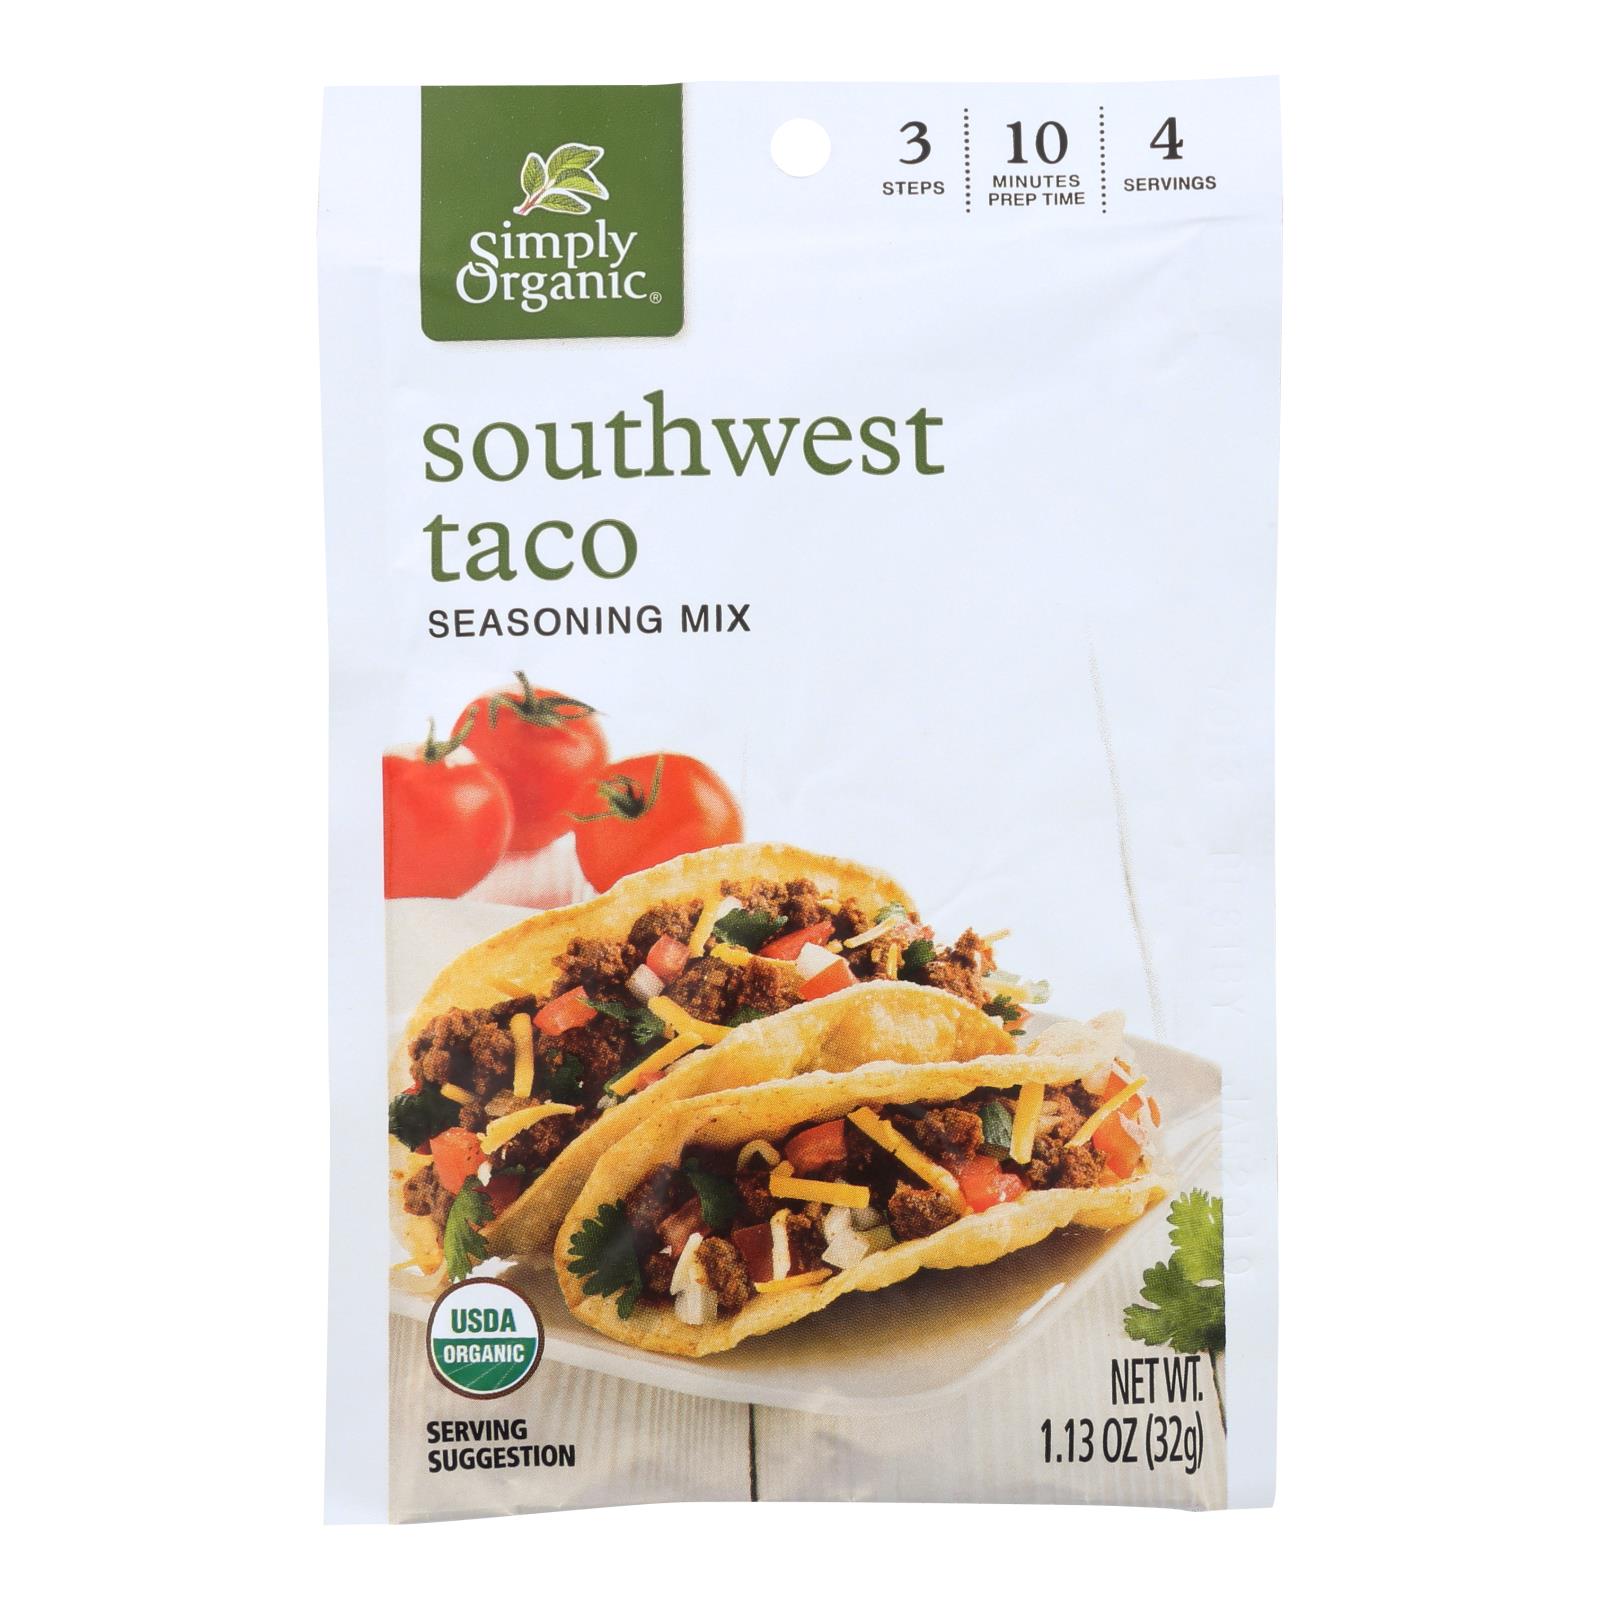 Simply
Organic®
3
STEPS
10
MINUTES
PREP TIME
4
SERVINGS
southwest
taco
SEASONING MIX
USDA
ORGANIC
SERVING
SUGGESTION
NET WT.
1.13 OZ (32g)